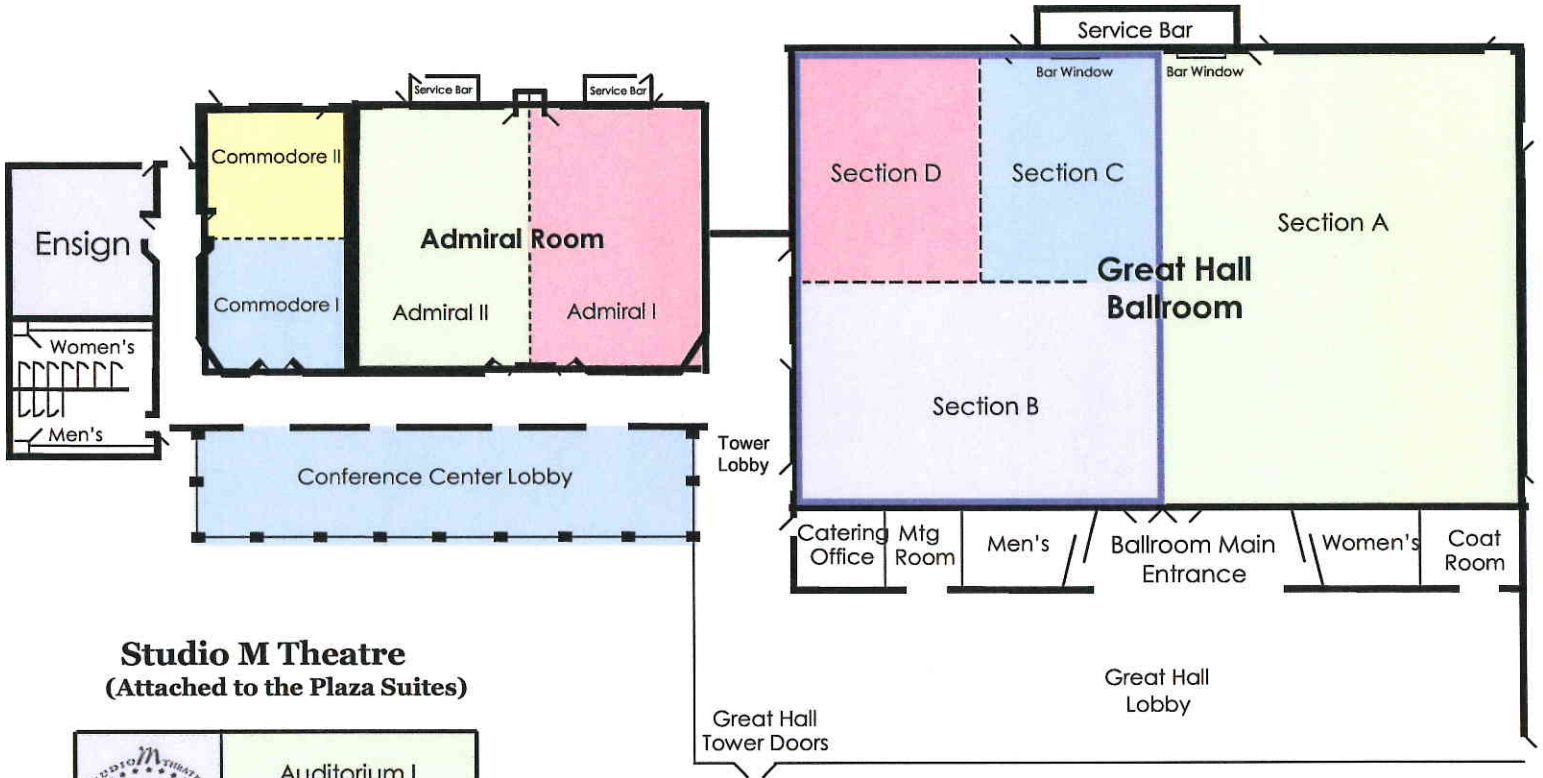 Service Bar
Bar Window
Bar Window
Service Bar
Service Bar
Commodore II
Section D
Section C
Section A
Ensign
Admiral Room
Great Hall
Ballroom
Commodore I
Admiral II
Admiral I
Women's
Section B
Men's
Tower
Lobby
Conference Center Lobby
Catering
Office
Mtg
Room
Men's
Ballroom Main
Entrance
Women's
Coat
Room
Studio M Theatre
(Attached to the Plaza Suites)
Great Hall
Lobby
Great Hall
Tower Doors
Auditorium I